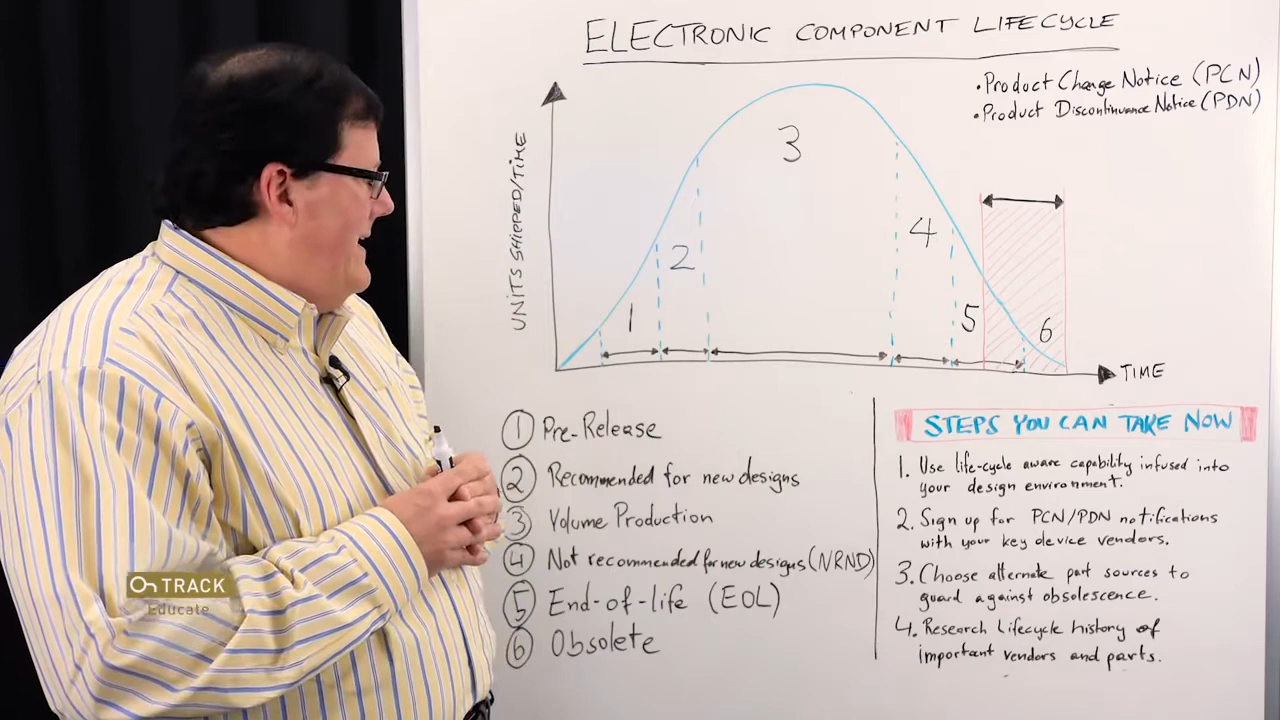 ELECTRONIC COMPONENT LIFECYCLE
• Product Change Notice (PCN)
• Product Discontinuance Notice (PDN)
UNITS SHIPPED/TIME
3
4
2
1
5
6
TIME
1 Pre-Release
2 Recommended for new designs
3 Volume Production
4 Not recommended for new designs (NRND)
5 End-of-life (EOL)
6 Obsolete
STEPS YOU CAN TAKE NOW
1. Use life-cycle aware capability infused into
your design environment.
2. Sign up for PCN/PDN notifications
with your key device vendors.
3. Choose alternate part sources to
guard against obsolescence.
4. Research Lifecycle history of
important vendors and parts.
On TRACK
Educate